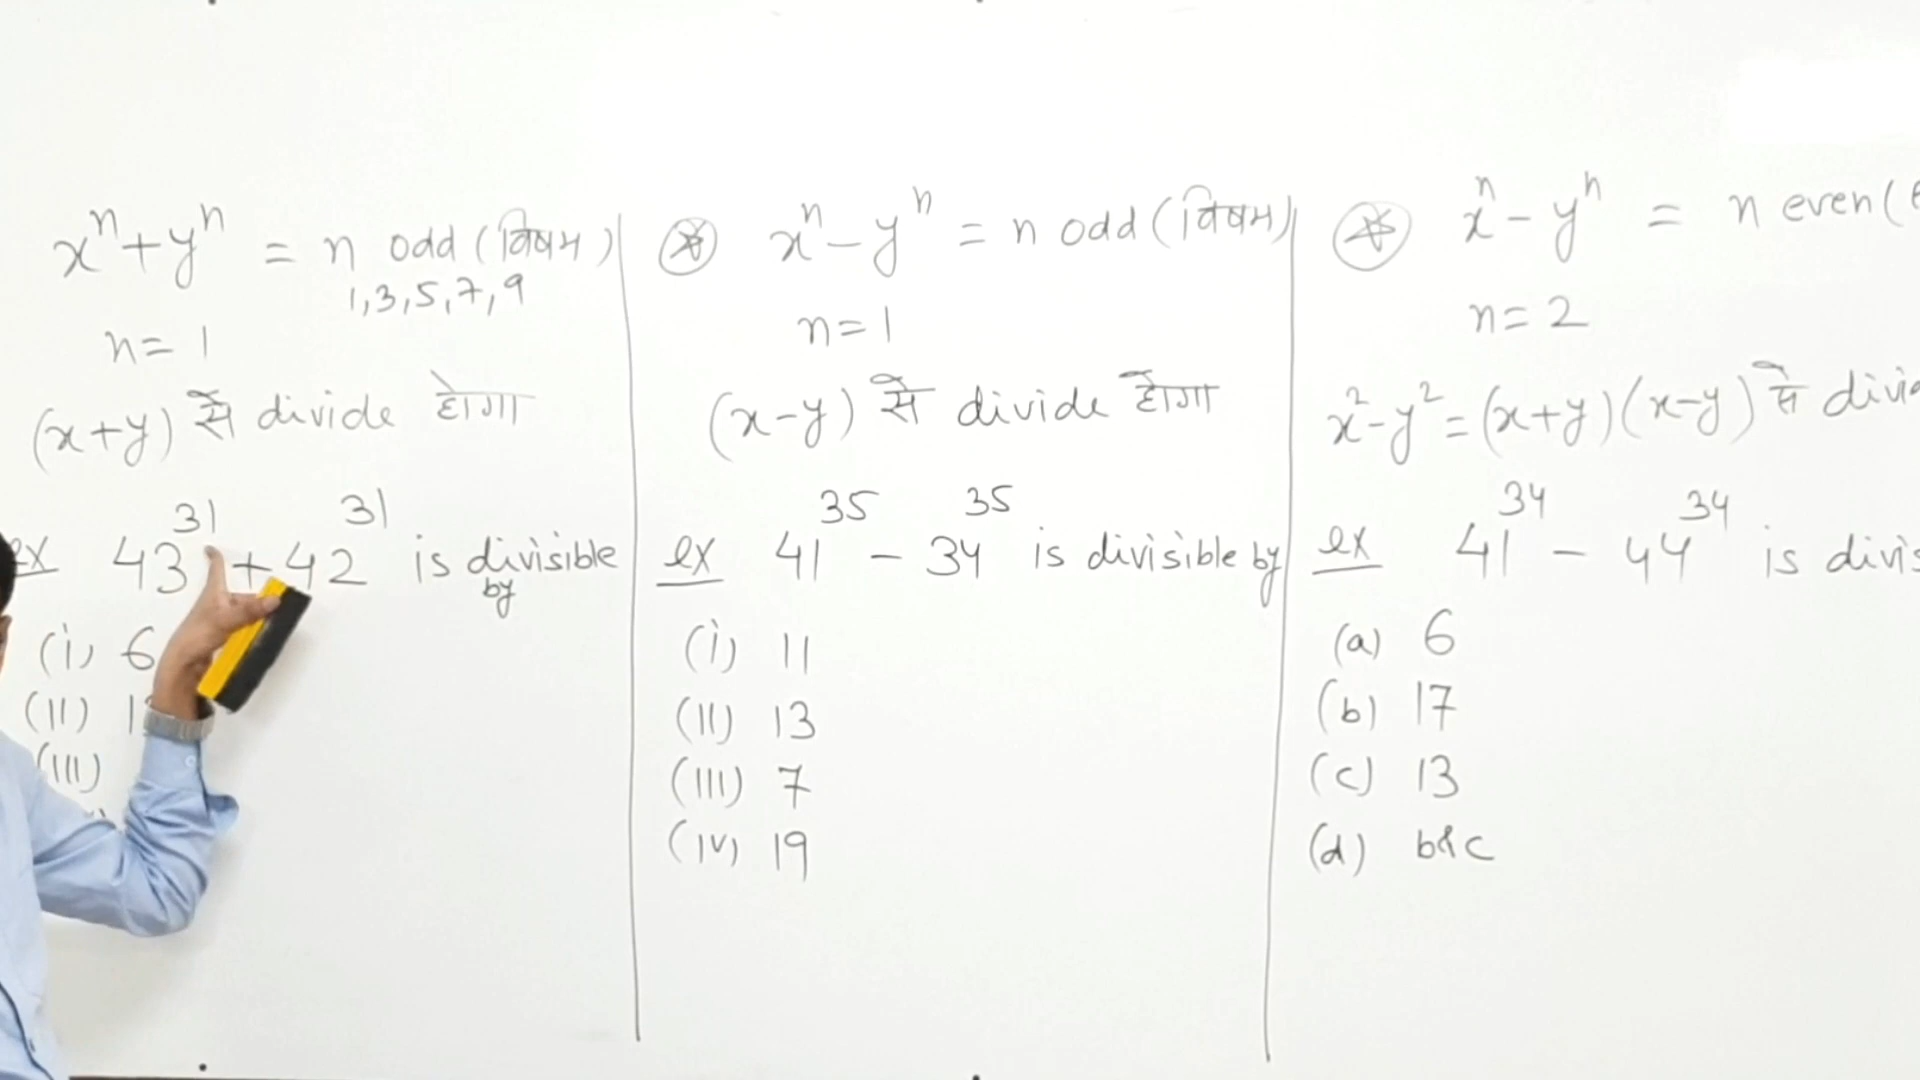 xⁿ+yⁿ = n odd (विषम)
1,3,5,7,9
n= 1
(x+y) से divide होगा
ex 43³¹+42³¹ is divisible
by
(i) 6
(II)
(III)
xⁿ-yⁿ = n odd (विषम)
n=1
(x-y) से divide होगा
ex 41³⁵ - 34³⁵ is divisible by
(i) 11
(II) 13
(III) 7
(IV) 19
xⁿ- yⁿ = n even (
n= 2
x²-y²=(x+y)(x-y) से
ex 41³⁴ - 44³⁴ is
(a) 6
(b) 17
(c) 13
(d) b&c